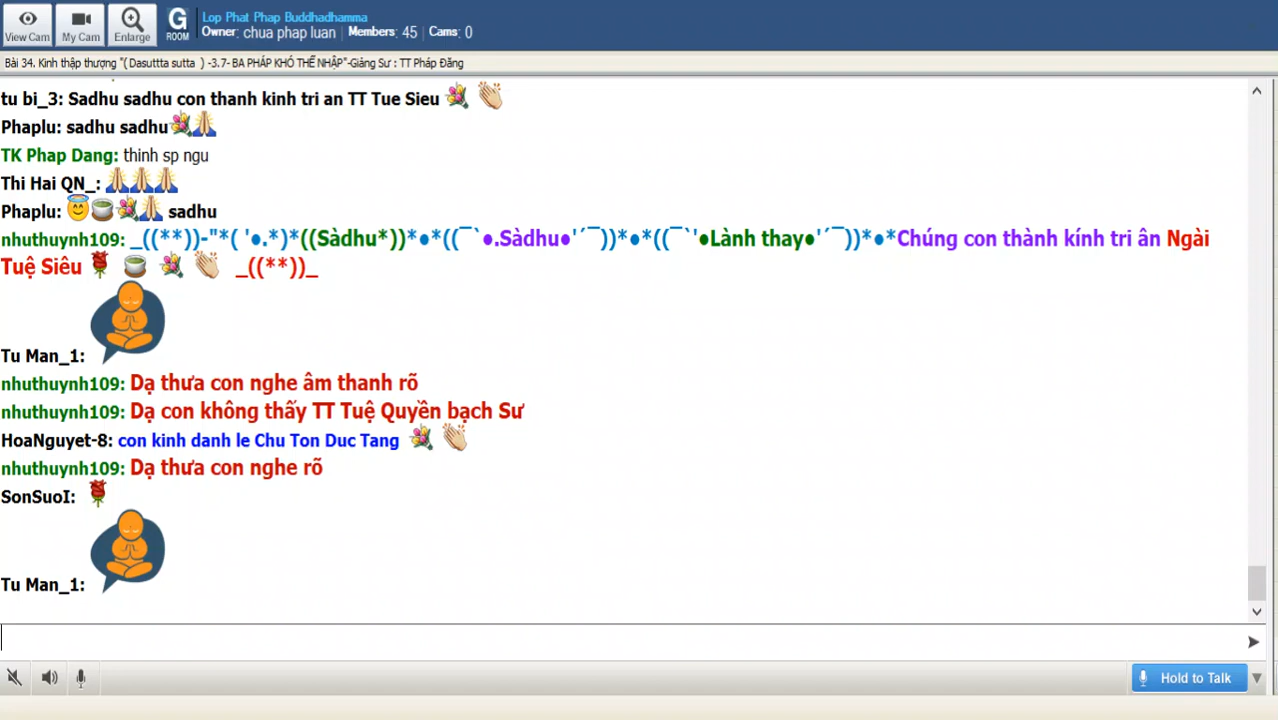 Lop Phat Phap Buddhadhamma
Owner: chua phap luan Members: 45 Cams: 0
View Cam
My Cam
Enlarge
G
ROOM
Bài 34. Kinh thập thượng "( Dasuttta sutta ) -3.7- BA PHÁP KHÓ THỂ NHẬP"-Giảng Sư : TT Pháp Đăng
tu bi_3: Sadhu sadhu con thanh kinh tri an TT Tue Sieu
Phaplu: sadhu sadhu
TK Phap Dang: thinh sp ngu
Thi Hai QN_:
Phaplu: sadhu
nhuthuynh109: _((**))-"*( '●.*)*((Sàdhu*))*●*((¯`●.Sàdhu●'´¯))*●*((¯`'●Lành thay●'´¯))*●*Chúng con thành kính tri ân Ngài
Tuệ Siêu _((**))_
Tu Man_1:
nhuthuynh109: Dạ thưa con nghe âm thanh rõ
nhuthuynh109: Dạ con không thấy TT Tuệ Quyền bạch Sư
HoaNguyet-8: con kinh danh le Chu Ton Duc Tang
nhuthuynh109: Dạ thưa con nghe rõ
SonSuoI:
Tu Man_1:
Hold to Talk